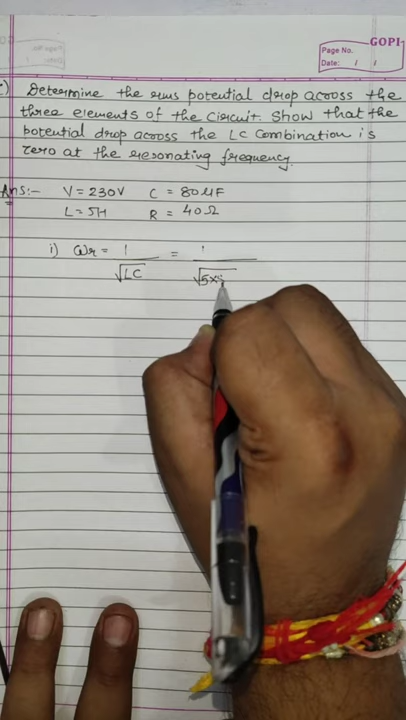 GOPI
Page No.
Date: / /
c) Determine the rms potential drop across the
three elements of the circuit. Show that the
potential drop across the LC combination is
zero at the resonating frequency.
Ans:- V = 230V C = 80μF
L = 5H R = 40Ω
i) ωr = 1/√LC = 1/√5×